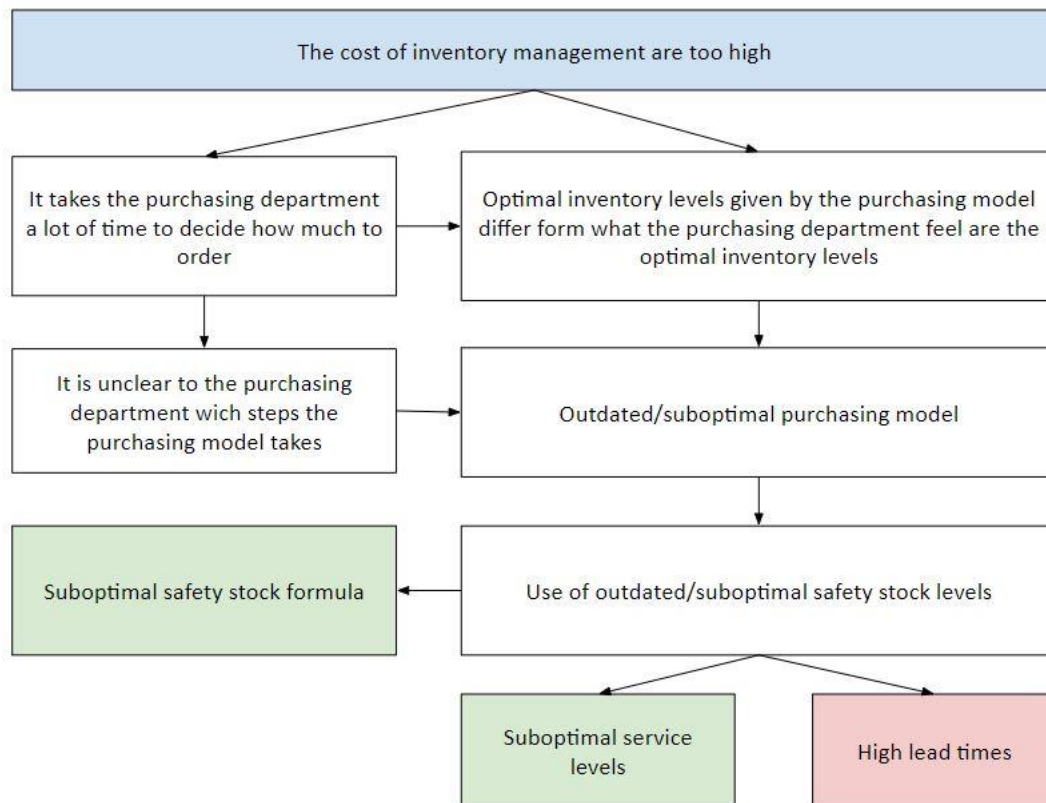 The cost of inventory management are too high
It takes the purchasing department
a lot of time to decide how much to
order
Optimal inventory levels given by the purchasing model
differ form what the purchasing department feel are the
optimal inventory levels
It is unclear to the purchasing
department wich steps the
purchasing model takes
Outdated/suboptimal purchasing model
Suboptimal safety stock formula
Use of outdated/suboptimal safety stock levels
Suboptimal service
levels
High lead times